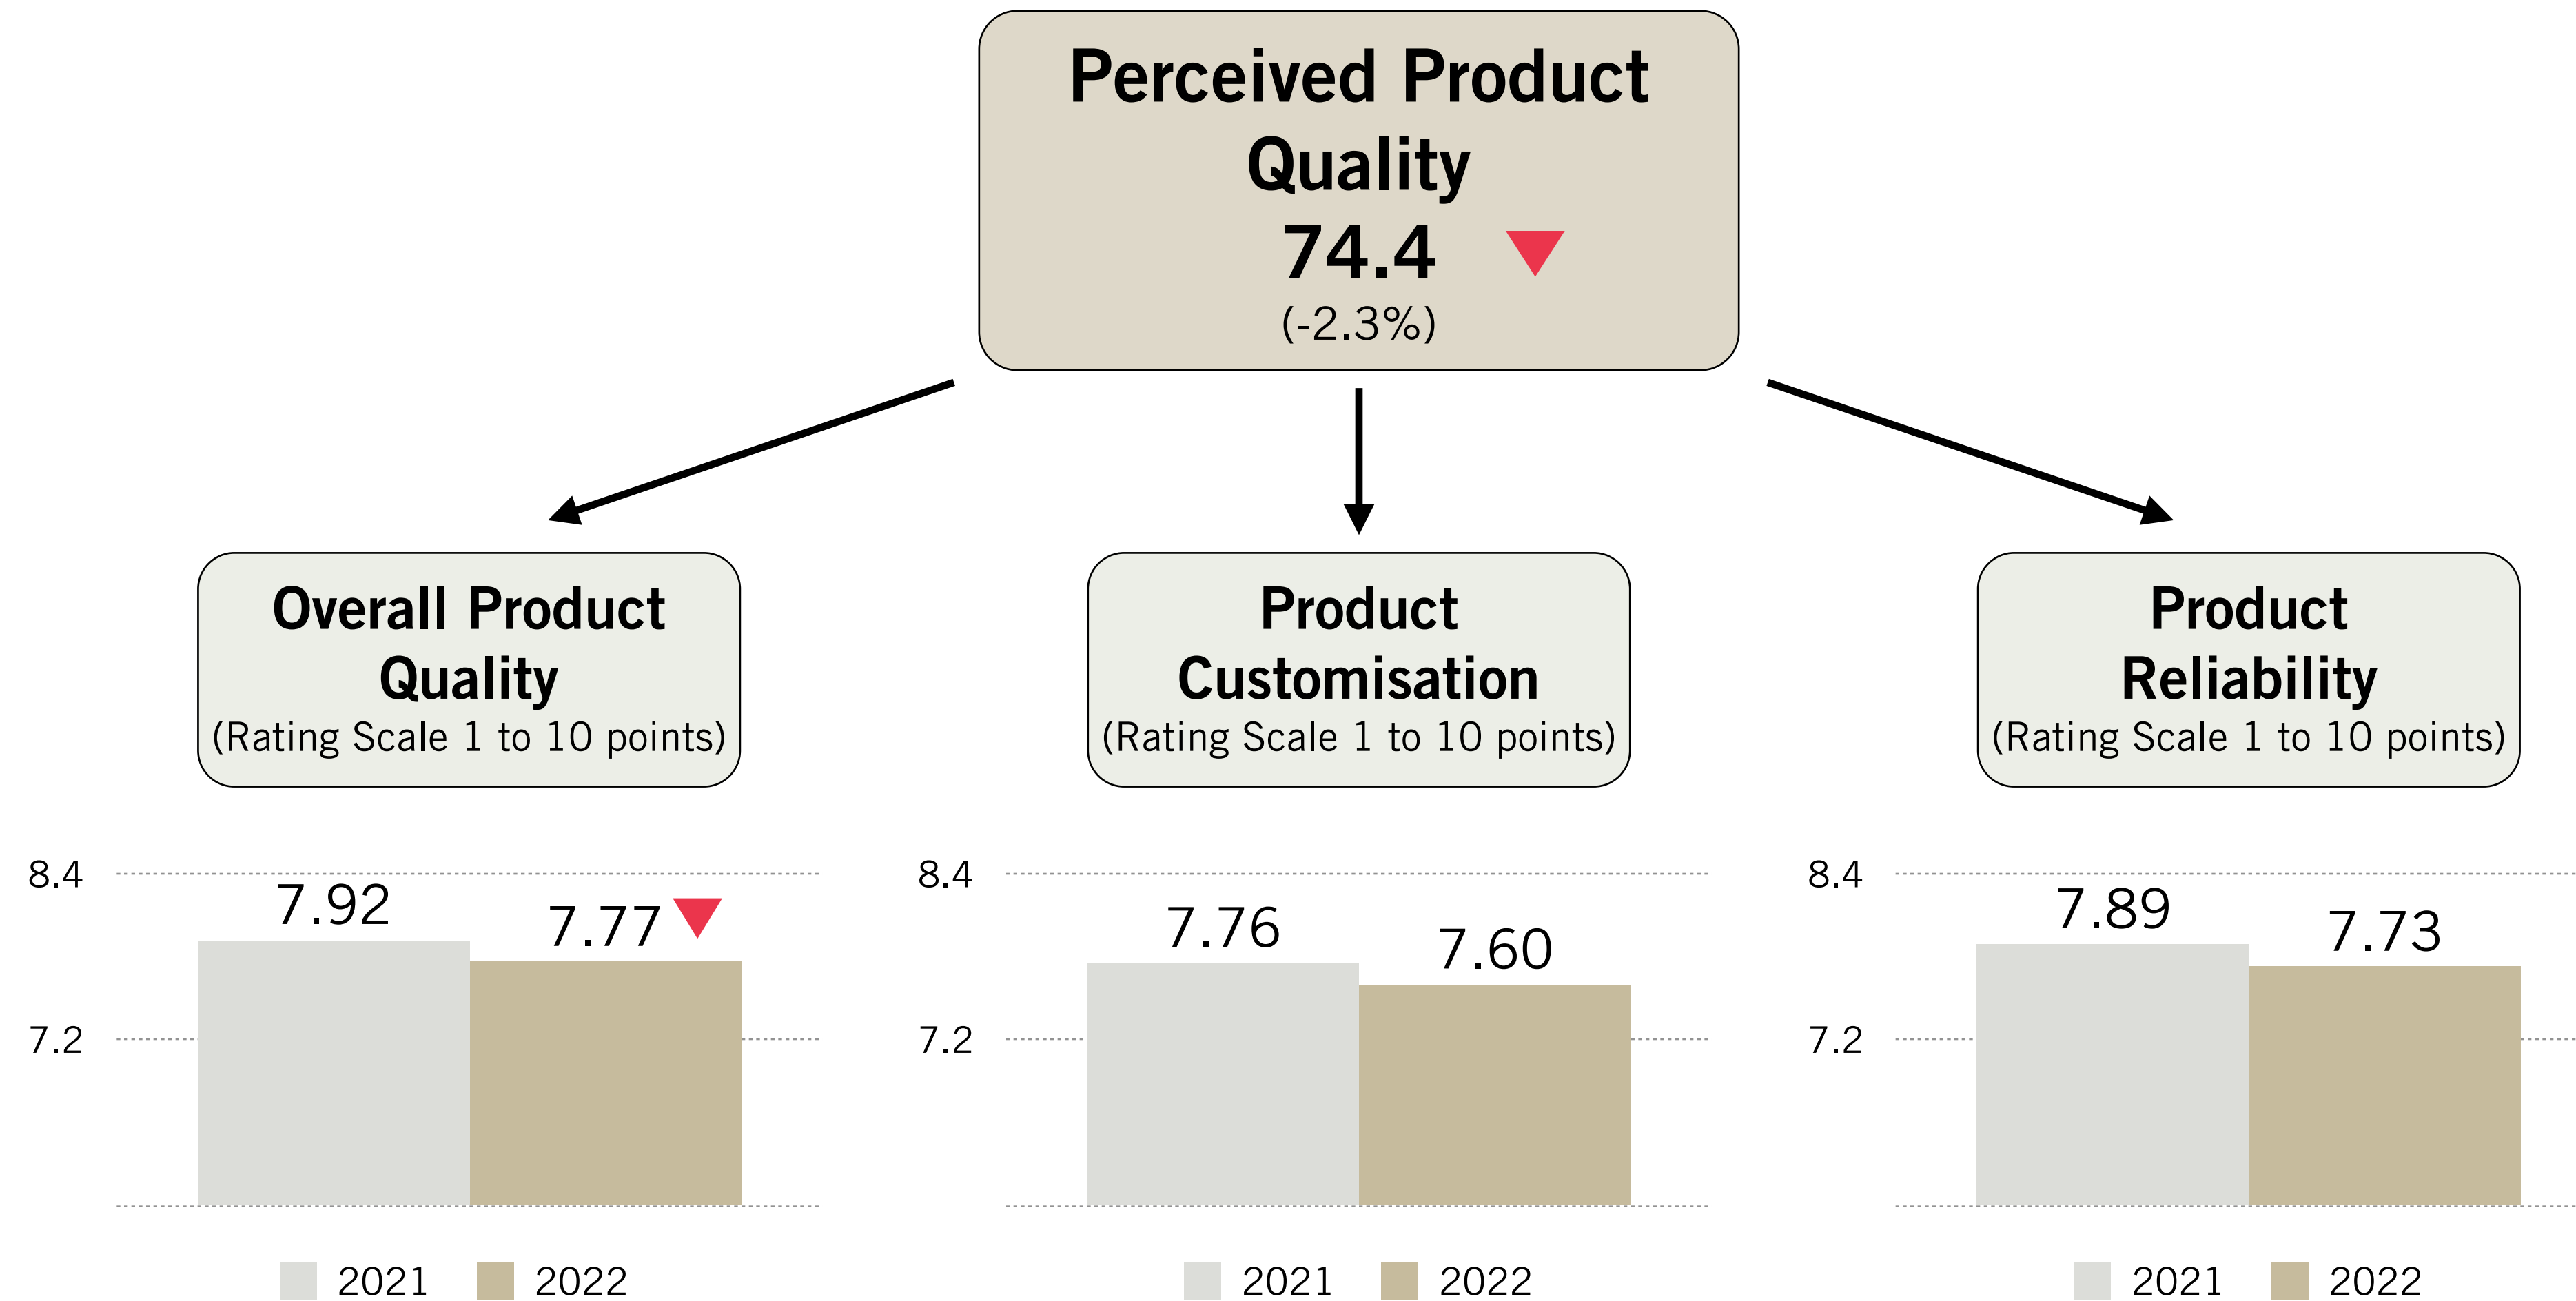 Perceived Product
Quality
74.4
(-2.3%)
Overall Product
Quality
(Rating Scale 1 to 10 points)
8.4
7.92
7.77
7.2
2021 2022
Product
Customisation
(Rating Scale 1 to 10 points)
8.4
7.76
7.60
7.2
2021 2022
Product
Reliability
(Rating Scale 1 to 10 points)
8.4
7.89
7.73
7.2
2021 2022